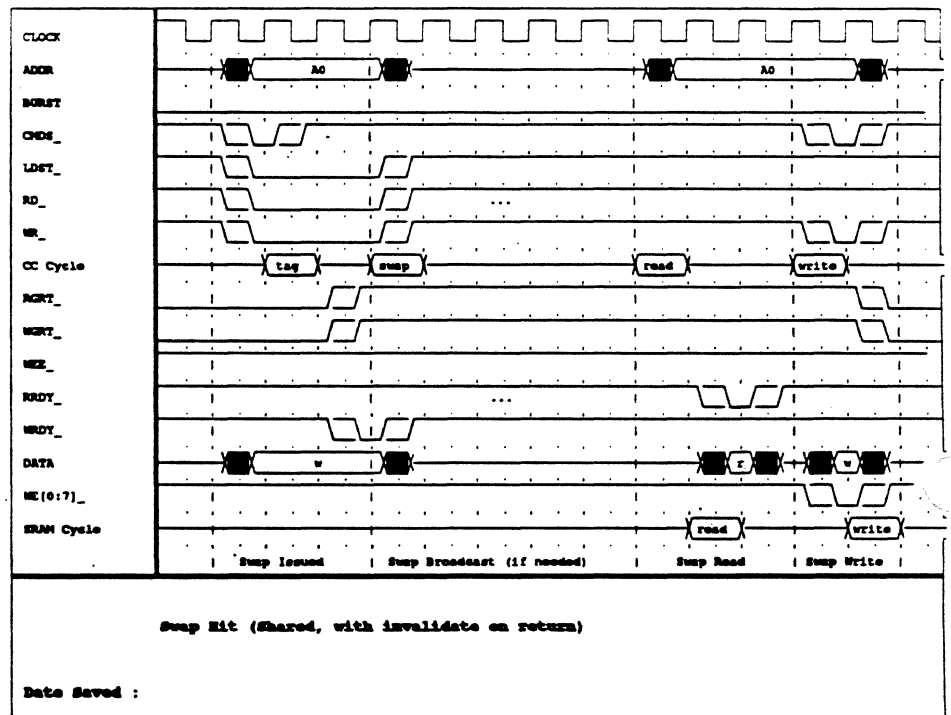 CLOCK
ADDR A0 A0
BURST
CMDS_
LDST_
RD_ ...
WR_
CC Cycle tag swap read write
RGRT_
WGRT_
WEE_
RRDY_ ...
WRDY_
DATA w r w
WE[0:7]_
SRAM Cycle read write
Swap Issued Swap Broadcast (if needed) Swap Read Swap Write
Swap Hit (Shared, with invalidate on return)
Date Saved :